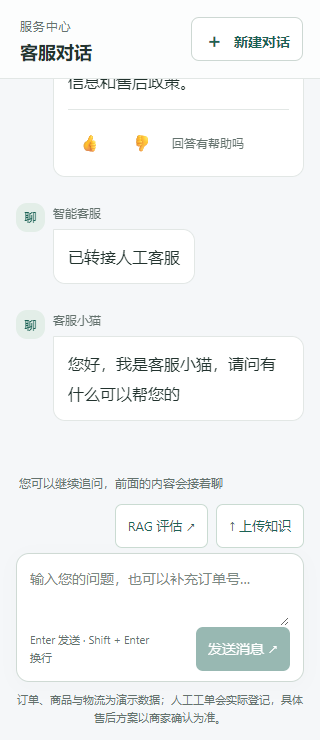 服务中心
客服对话
+ 新建对话
信息和售后政策。
👍 👎 回答有帮助吗
聊 智能客服
已转接人工客服
聊 客服小猫
您好，我是客服小猫，请问有
什么可以帮您的
您可以继续追问，前面的内容会接着聊
RAG 评估 ↗ ↑ 上传知识
输入您的问题，也可以补充订单号...
Enter 发送 · Shift + Enter
换行
发送消息 ↗
订单、商品与物流为演示数据；人工工单会实际登记，具体
售后方案以商家确认为准。